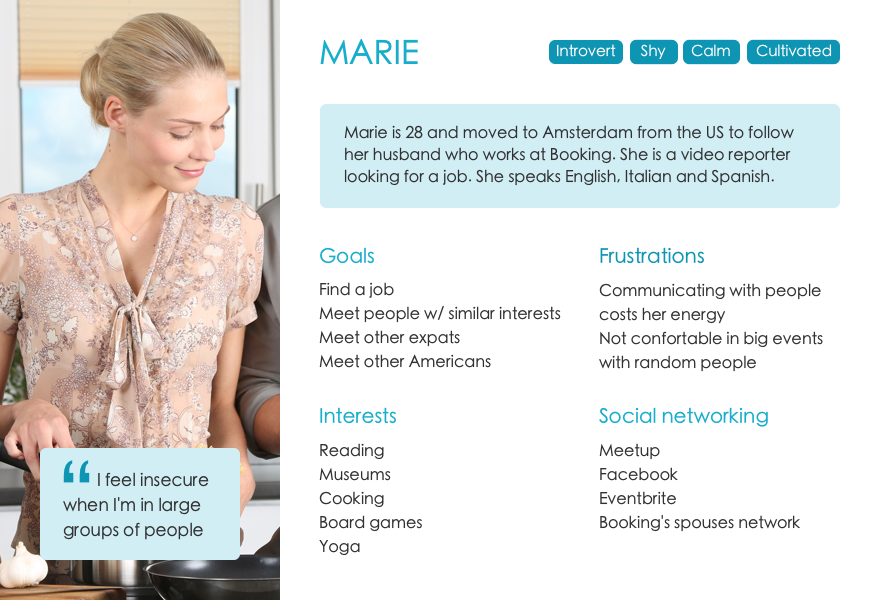 MARIE
Introvert Shy Calm Cultivated
Marie is 28 and moved to Amsterdam from the US to follow
her husband who works at Booking. She is a video reporter
looking for a job. She speaks English, Italian and Spanish.
Goals
Find a job
Meet people w/ similar interests
Meet other expats
Meet other Americans
Frustrations
Communicating with people
costs her energy
Not confortable in big events
with random people
Interests
Reading
Museums
Cooking
Board games
Yoga
Social networking
Meetup
Facebook
Eventbrite
Booking's spouses network
“ I feel insecure
when I'm in large
groups of people